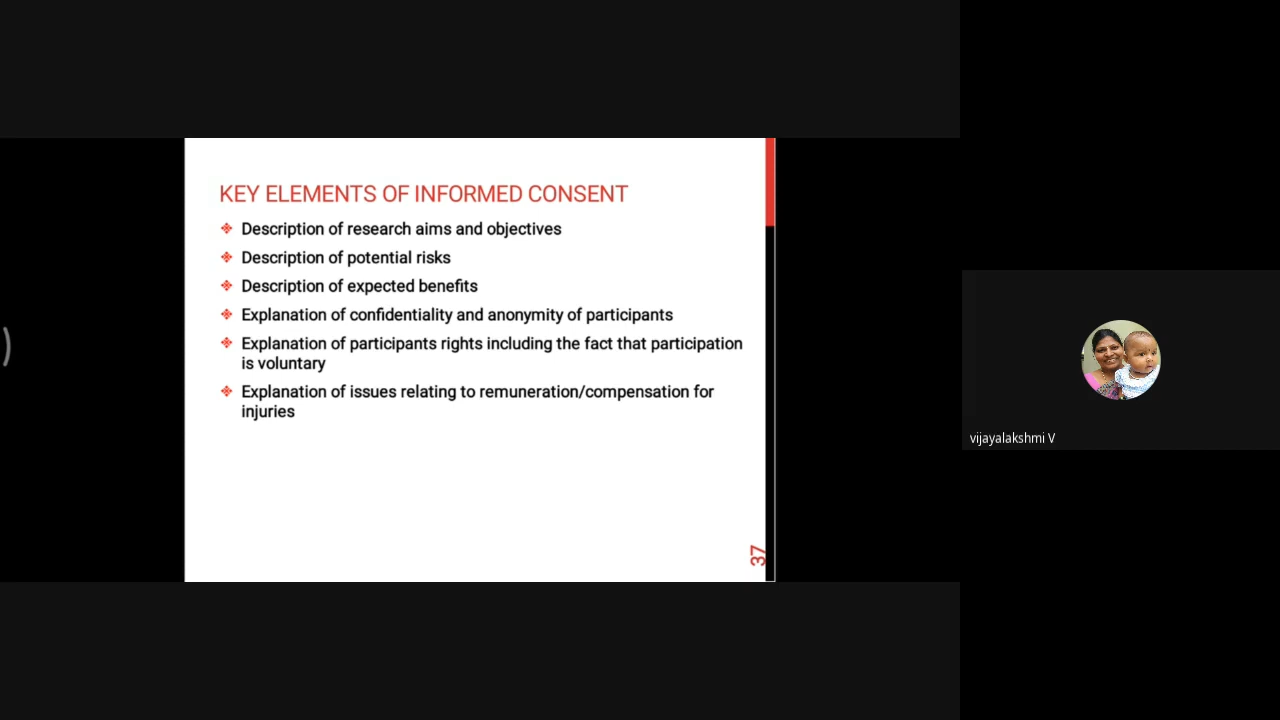 KEY ELEMENTS OF INFORMED CONSENT
Description of research aims and objectives
Description of potential risks
Description of expected benefits
Explanation of confidentiality and anonymity of participants
Explanation of participants rights including the fact that participation
is voluntary
Explanation of issues relating to remuneration/compensation for
injuries
37
vijayalakshmi V